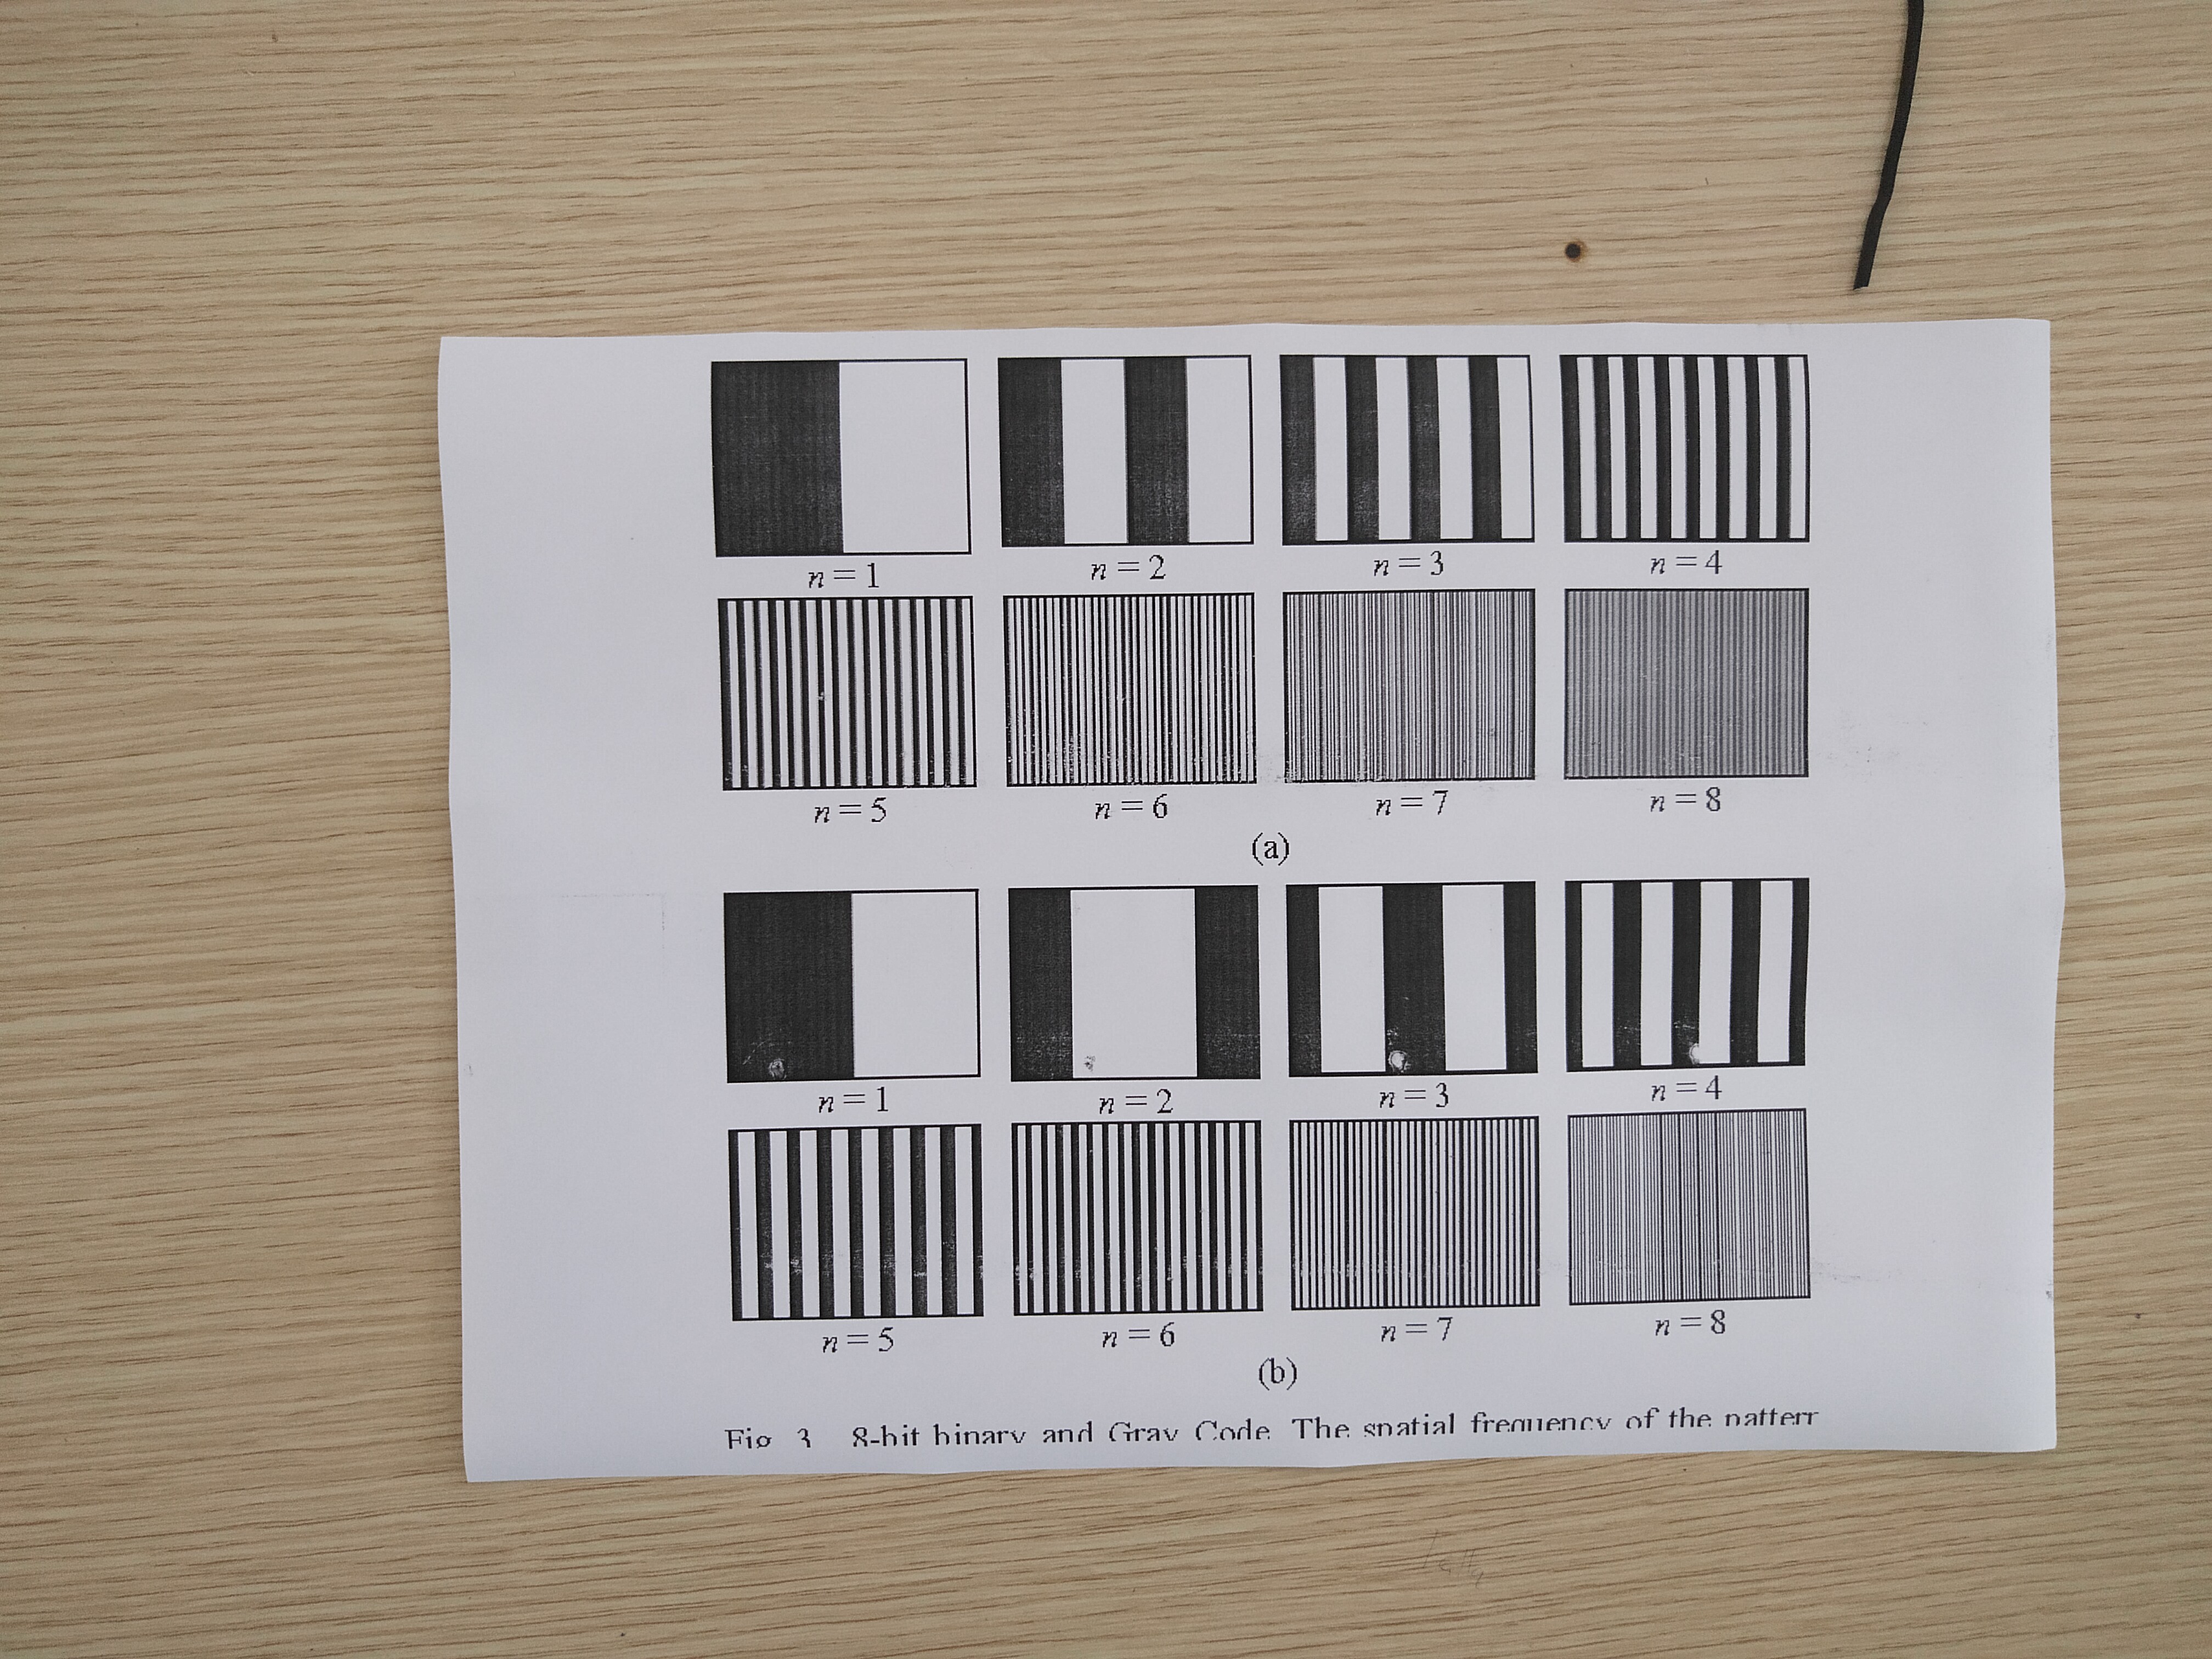 n = 1 n = 2 n = 3 n = 4
n = 5 n = 6 n = 7 n = 8
(a)
n = 1 n = 2 n = 3 n = 4
n = 5 n = 6 n = 7 n = 8
(b)
Fig. 3 8-bit binary and Gray Code. The spatial frequency of the pattern